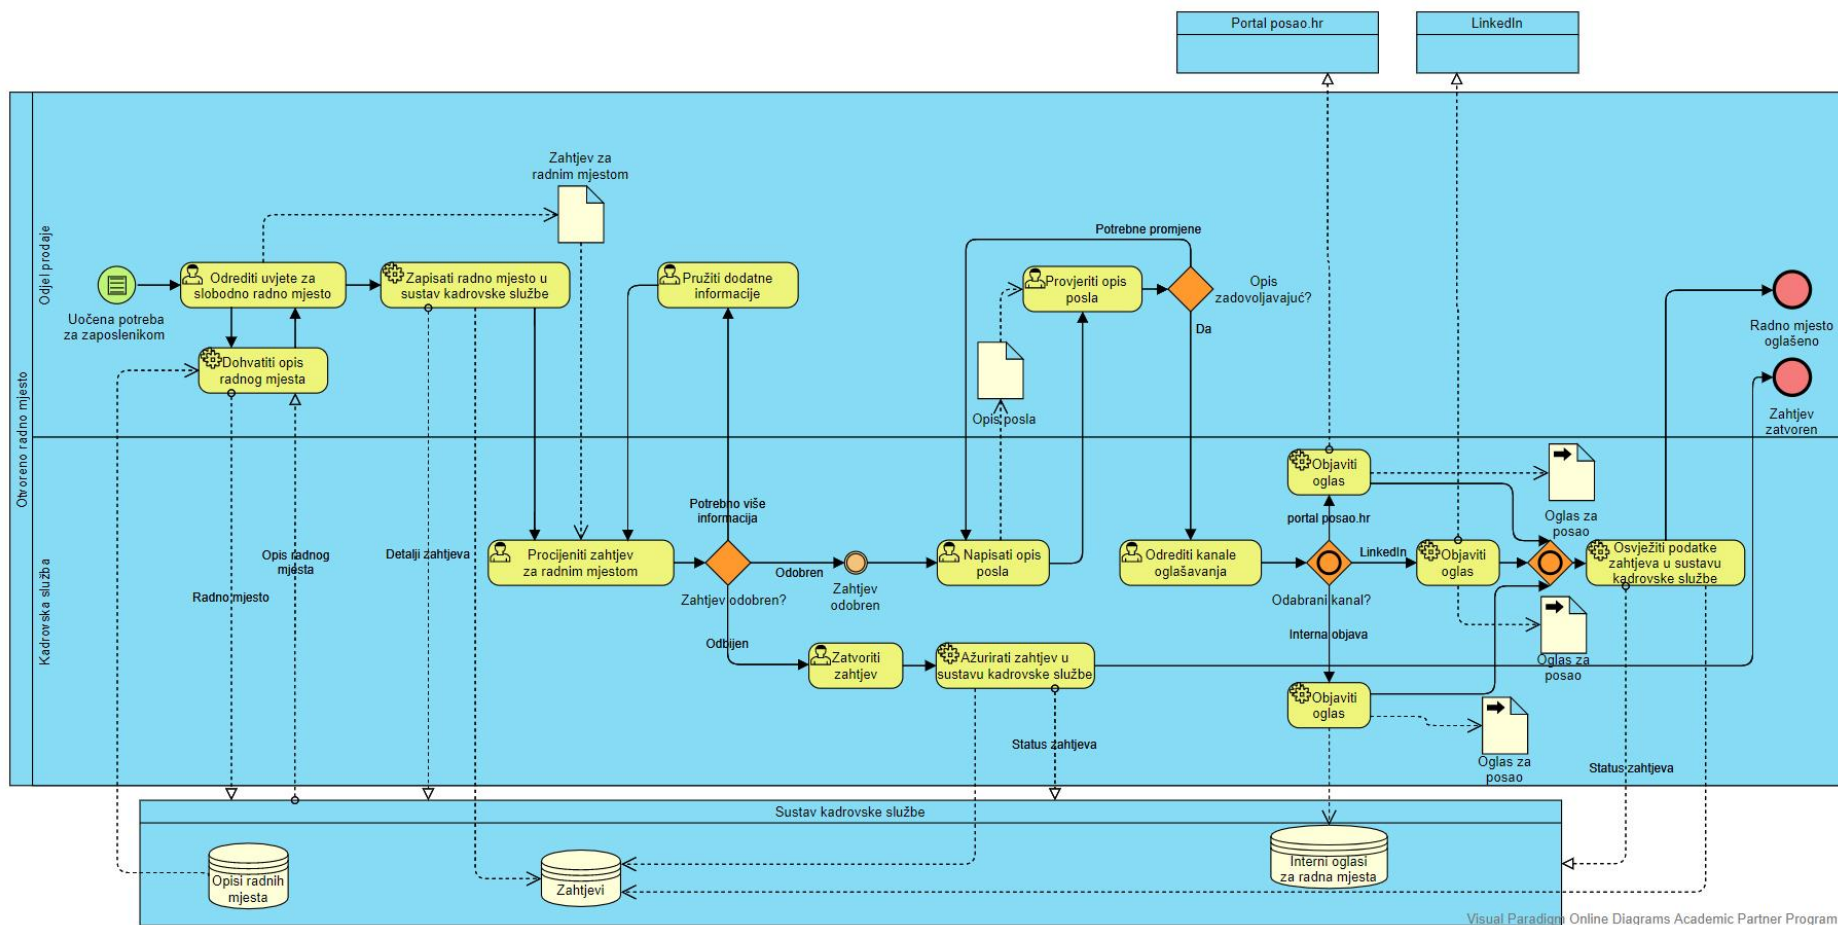 Portal posao.hr
LinkedIn
Otvoreno radno mjesto
Odjel prodaje
Zahtjev za
radnim mjestom
Uočena potreba
za zaposlenikom
Odrediti uvjete za
slobodno radno mjesto
Zapisati radno mjesto u
sustav kadrovske službe
Pružiti dodatne
informacije
Dohvatiti opis
radnog mjesta
Potrebne promjene
Provjeriti opis
posla
Opis
zadovoljavajuć?
Da
Opis posla
Radno mjesto
oglašeno
Zahtjev
zatvoren
Kadrovska služba
Radno mjesto
Opis radnog
mjesta
Detalji zahtjeva
Procijeniti zahtjev
za radnim mjestom
Potrebno više
informacija
Zahtjev odobren?
Odobren
Zahtjev
odobren
Napisati opis
posla
Odbijen
Zatvoriti
zahtjev
Ažurirati zahtjev u
sustavu kadrovske službe
Status zahtjeva
Odrediti kanale
oglašavanja
Odabrani kanal?
portal posao.hr
Objaviti
oglas
Oglas za
posao
LinkedIn
Objaviti
oglas
Oglas za
posao
Interna objava
Objaviti
oglas
Oglas za
posao
Osvježiti podatke
zahtjeva u sustavu
kadrovske službe
Status zahtjeva
Sustav kadrovske službe
Opisi radnih
mjesta
Zahtjevi
Interni oglasi
za radna mjesta
Visual Paradigm Online Diagrams Academic Partner Program